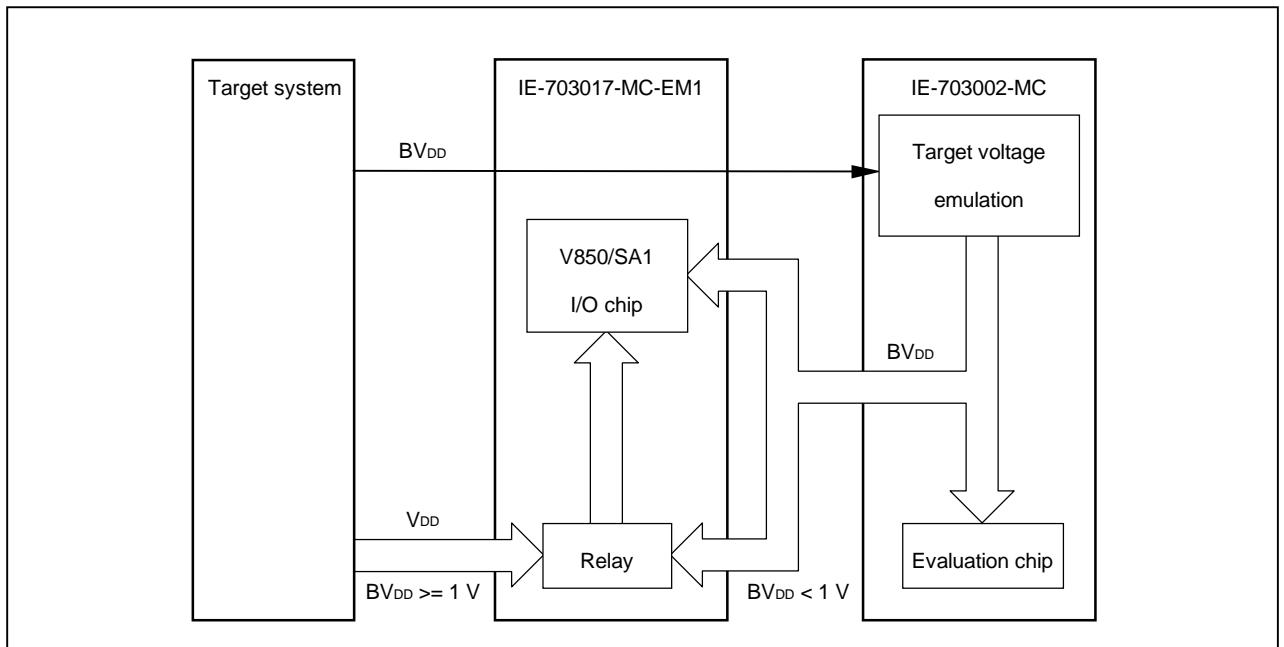 Target system
IE-703017-MC-EM1
IE-703002-MC
BVDD
Target voltage
emulation
V850/SA1
I/O chip
BVDD
VDD
Relay
Evaluation chip
BVDD >= 1 V
BVDD < 1 V